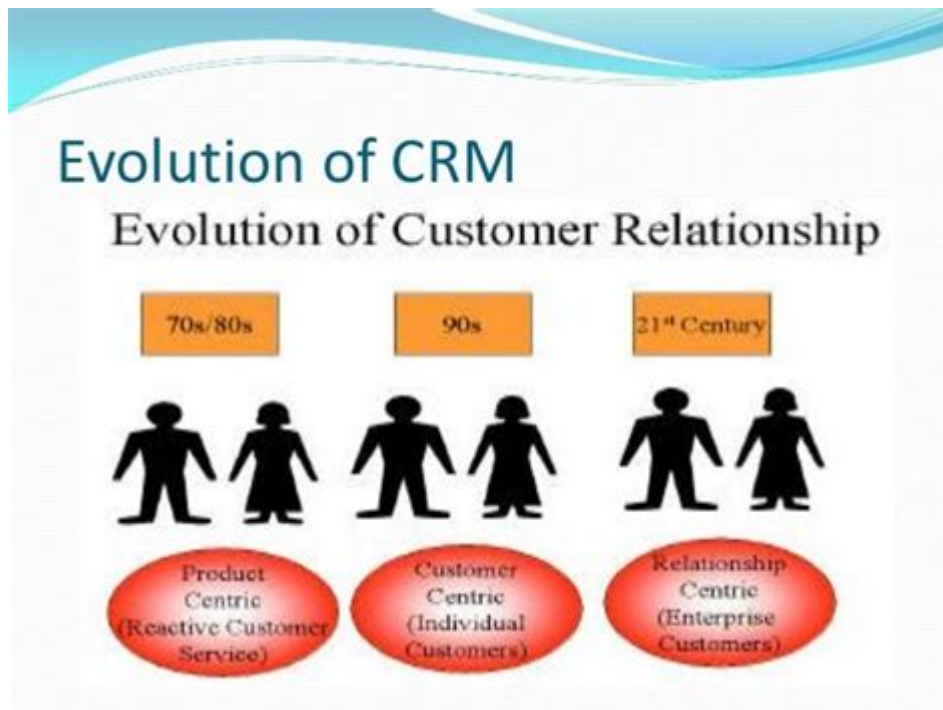 Evolution of CRM
Evolution of Customer Relationship
70s/80s
90s
21st Century
Product
Centric
(Reactive Customer
Service)
Customer
Centric
(Individual
Customers)
Relationship
Centric
(Enterprise
Customers)